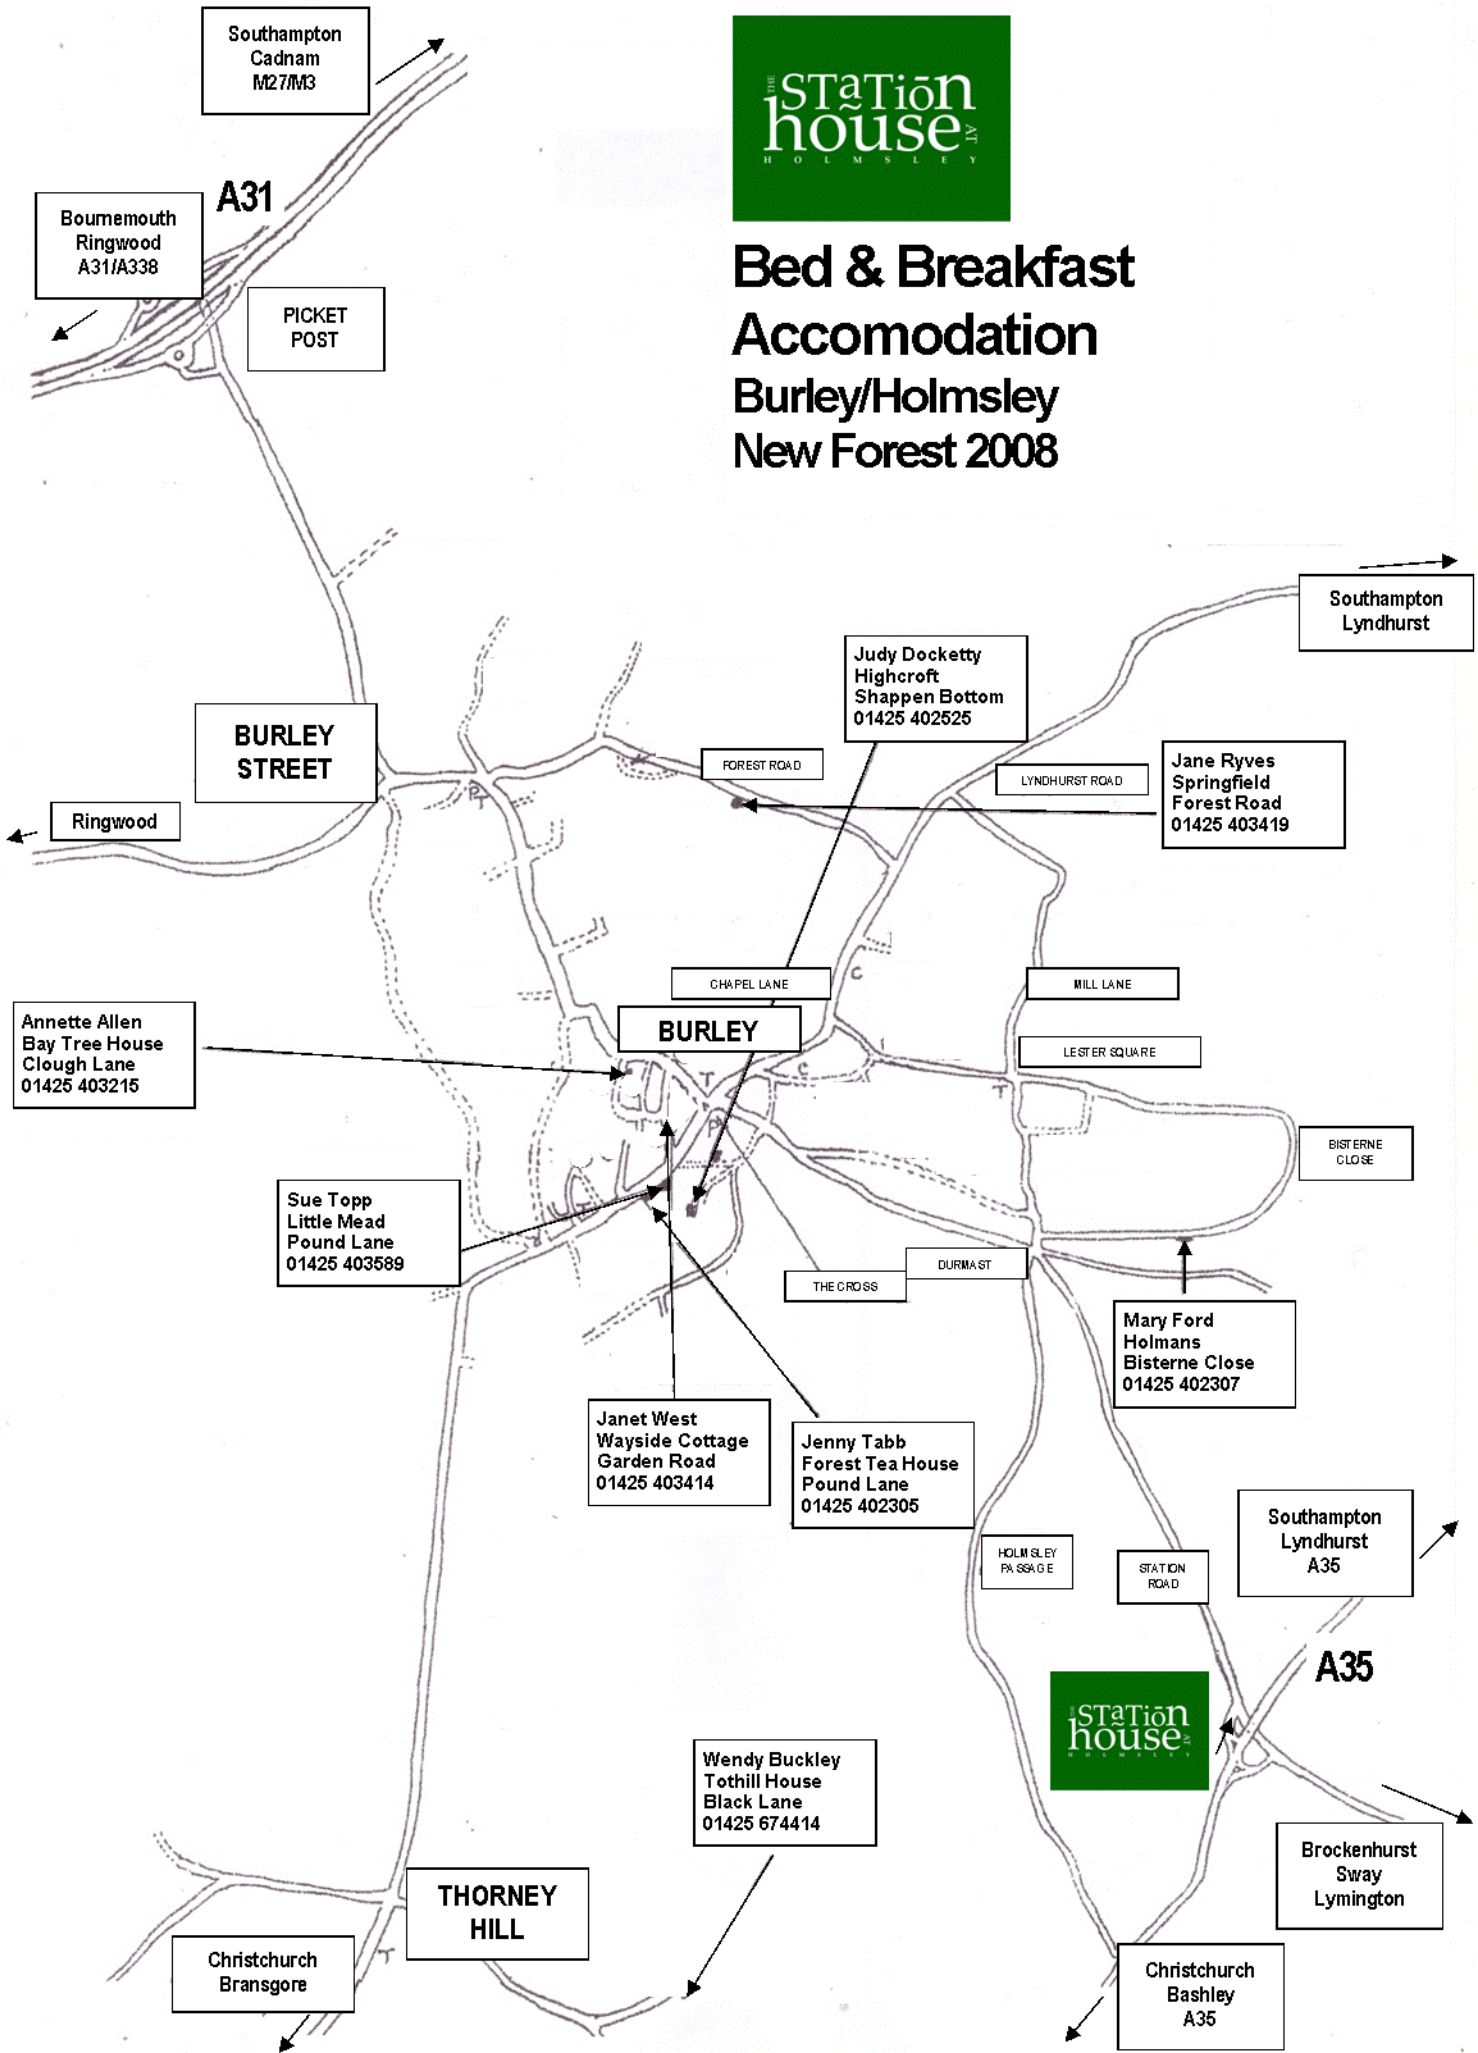 Southampton
Cadnam
M27/M3
THE
STaTiōn
hõuse
AT
HOLMSLEY
A31
Bournemouth
Ringwood
A31/A338
PICKET
POST
Bed & Breakfast
Accomodation
Burley/Holmsley
New Forest 2008
Southampton
Lyndhurst
Judy Docketty
Highcroft
Shappen Bottom
01425 402525
BURLEY
STREET
FOREST ROAD
LYNDHURST ROAD
Jane Ryves
Springfield
Forest Road
01425 403419
Ringwood
P
T
C
CHAPEL LANE
MILL LANE
Annette Allen
Bay Tree House
Clough Lane
01425 403215
BURLEY
LESTER SQUARE
T
C
T
P
BISTERNE
CLOSE
Sue Topp
Little Mead
Pound Lane
01425 403589
DURMAST
THE CROSS
Mary Ford
Holmans
Bisterne Close
01425 402307
Janet West
Wayside Cottage
Garden Road
01425 403414
Jenny Tabb
Forest Tea House
Pound Lane
01425 402305
HOLMSLEY
PASSAGE
STATION
ROAD
Southampton
Lyndhurst
A35
A35
THE
STaTiōn
hõuse
AT
HOLMSLEY
Wendy Buckley
Tothill House
Black Lane
01425 674414
Brockenhurst
Sway
Lymington
THORNEY
HILL
T
Christchurch
Bransgore
Christchurch
Bashley
A35